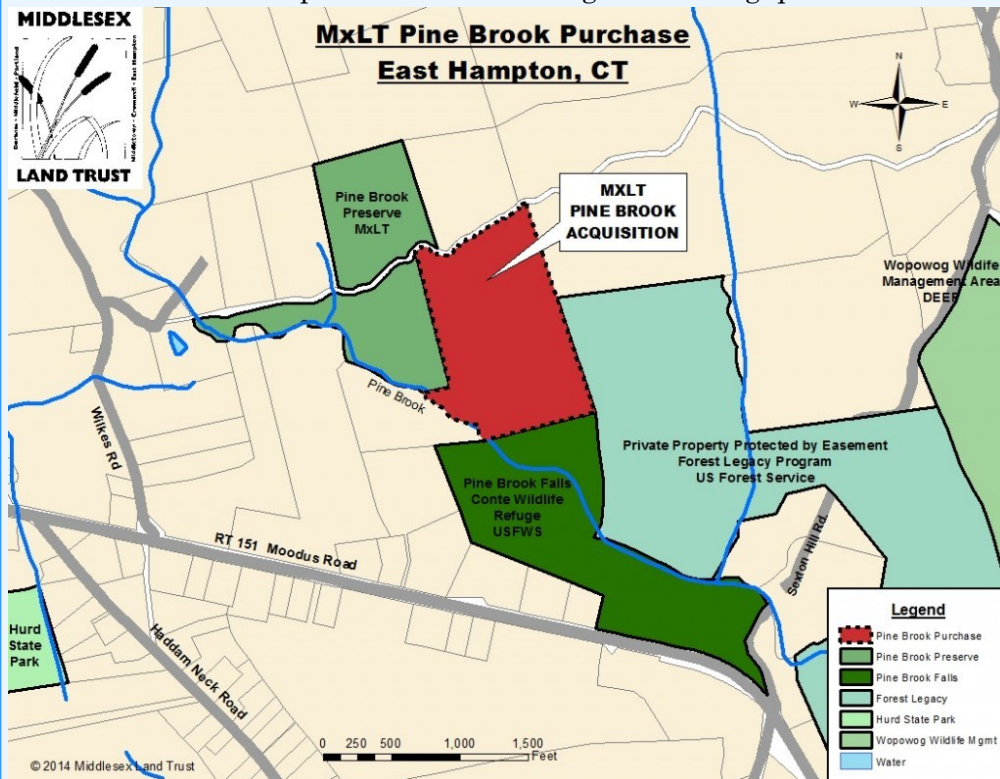 MIDDLESEX
LAND TRUST
MxLT Pine Brook Purchase
East Hampton, CT
N
W
E
S
Pine Brook
Preserve
MxLT
MXLT
PINE BROOK
ACQUISITION
Wopowog Wildlife
Management Area
DEEP
Pine Brook
Wilkes Rd
Private Property Protected by Easement
Forest Legacy Program
US Forest Service
Pine Brook Falls
Conte Wildlife
Refuge
USFWS
RT 151 Moodus Road
Sexton Hill Rd
Hurd
State
Park
Haddam Neck Road
Legend
Pine Brook Purchase
Pine Brook Preserve
Pine Brook Falls
Forest Legacy
Hurd State Park
Wopowog Wildlife Mgmt
Water
0 250 500 1,000 1,500
Feet
© 2014 Middlesex Land Trust